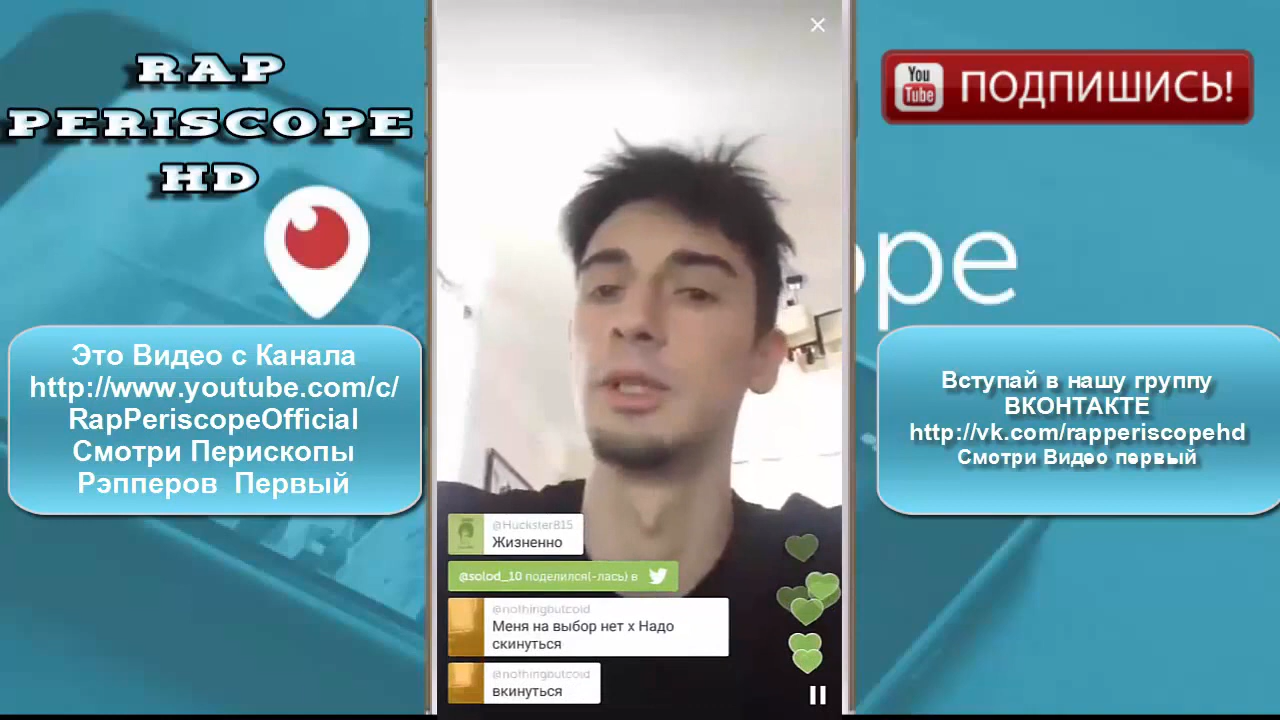 RAP
PERISCOPE
HD
You
Tube
ПОДПИШИСЬ!
ope
Это Видео с Канала
http://www.youtube.com/c/
RapPeriscopeOfficial
Смотри Перископы
Рэпперов Первый
Вступай в нашу группу
ВКОНТАКТЕ
http://vk.com/rapperiscopehd
Смотри Видео первый
@Huckster815
Жизненно
@solod_10 поделился(-лась) в
@nothingbutcold
Меня на выбор нет х Надо
скинуться
@nothingbutcold
вкинуться